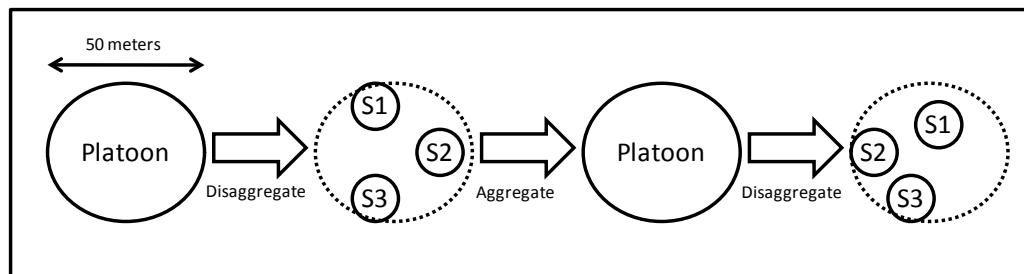 50 meters
Platoon
Disaggregate
S1
S2
S3
Aggregate
Platoon
Disaggregate
S1
S2
S3